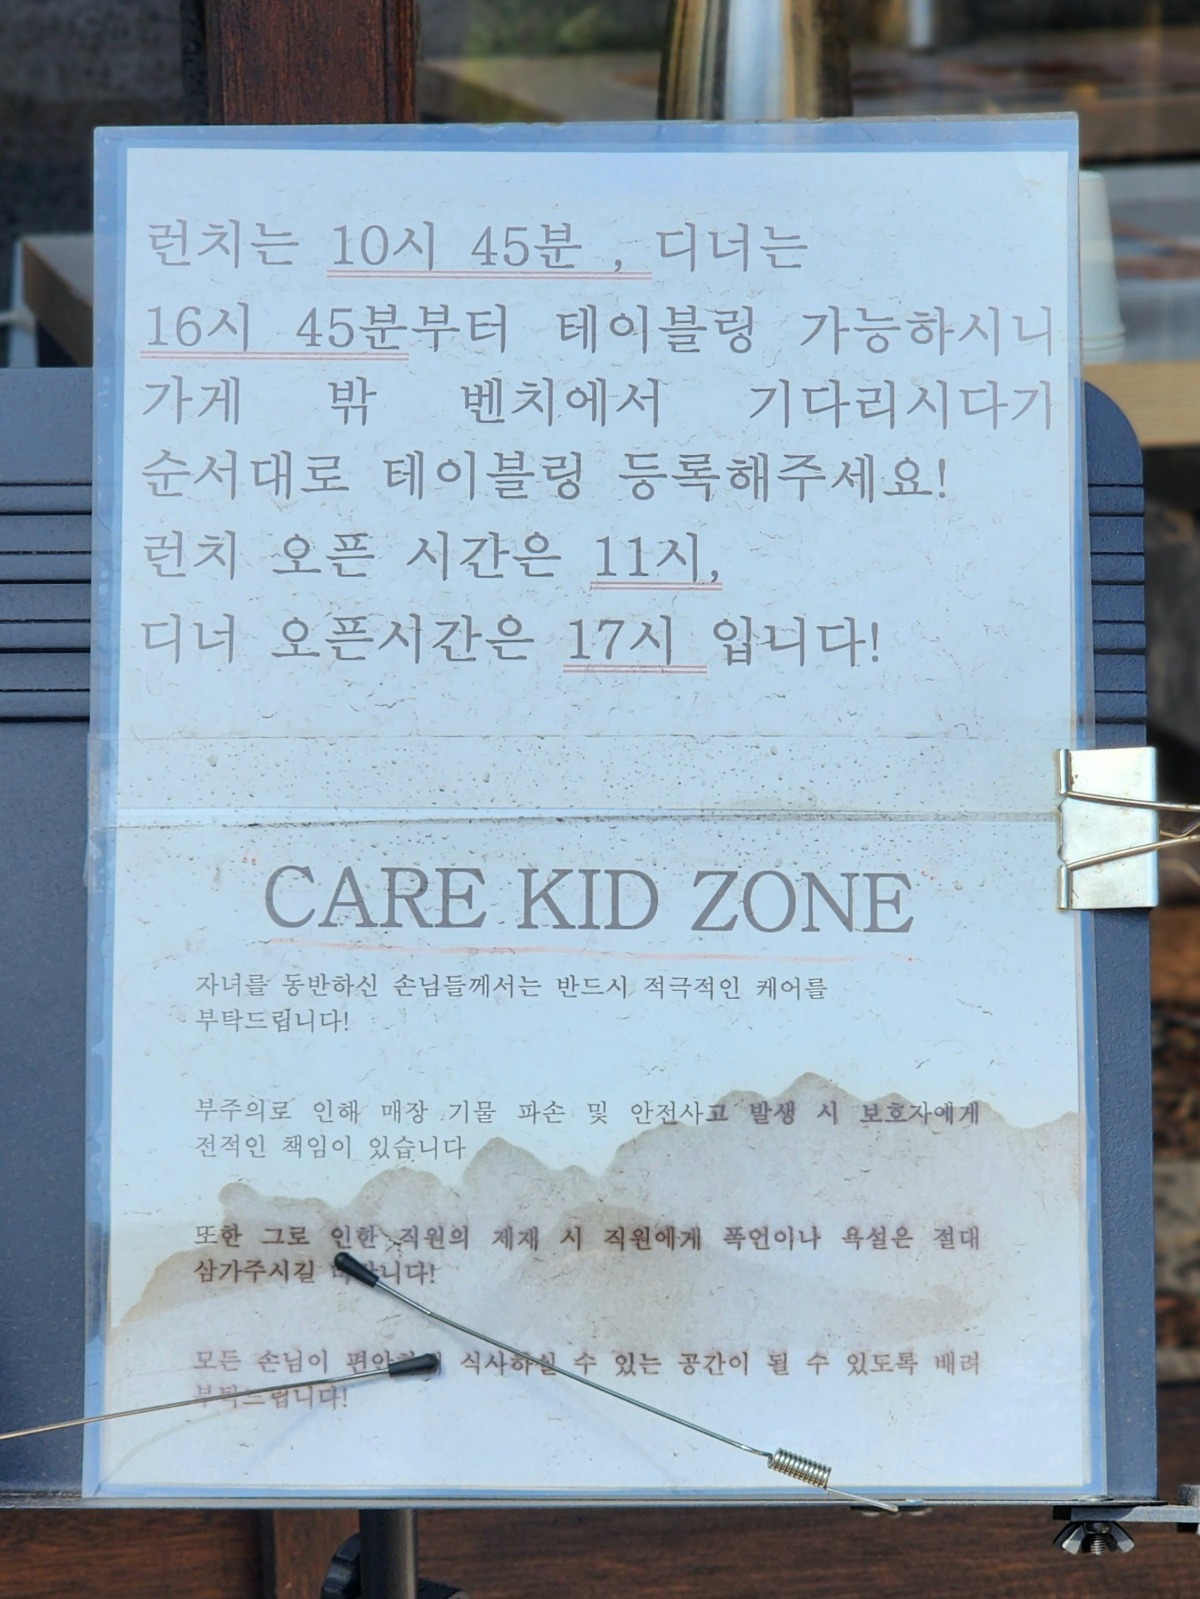 런치는 10시 45분 , 디너는
16시 45분부터 테이블링 가능하시니
가게 밖 벤치에서 기다리시다가
순서대로 테이블링 등록해주세요!
런치 오픈 시간은 11시,
디너 오픈시간은 17시 입니다!
CARE KID ZONE
자녀를 동반하신 손님들께서는 반드시 적극적인 케어를
부탁드립니다!
부주의로 인해 매장 기물 파손 및 안전사고 발생 시 보호자에게
전적인 책임이 있습니다
또한 그로 인한 직원의 제재 시 직원에게 폭언이나 욕설은 절대
삼가주시길 바랍니다!
모든 손님이 식사하실 수 있는 공간이 될 수 있도록 배려
부탁드립니다!